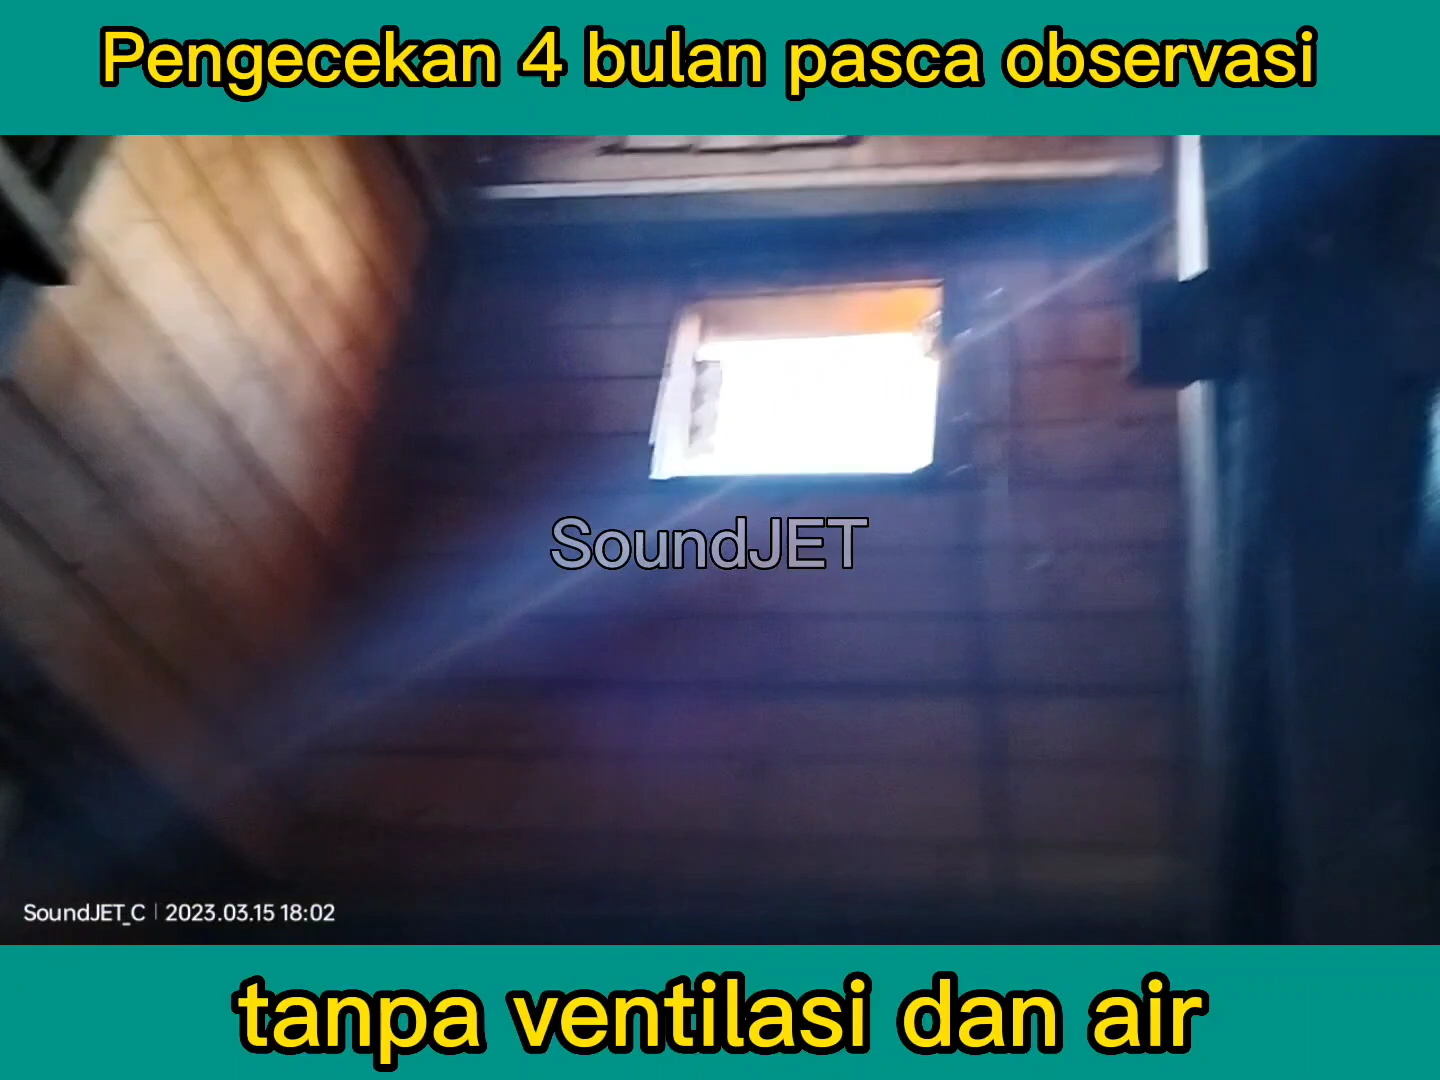 Pengecekan 4 bulan pasca observasi
SoundJET
SoundJET_C | 2023.03.15 18:02
tanpa ventilasi dan air